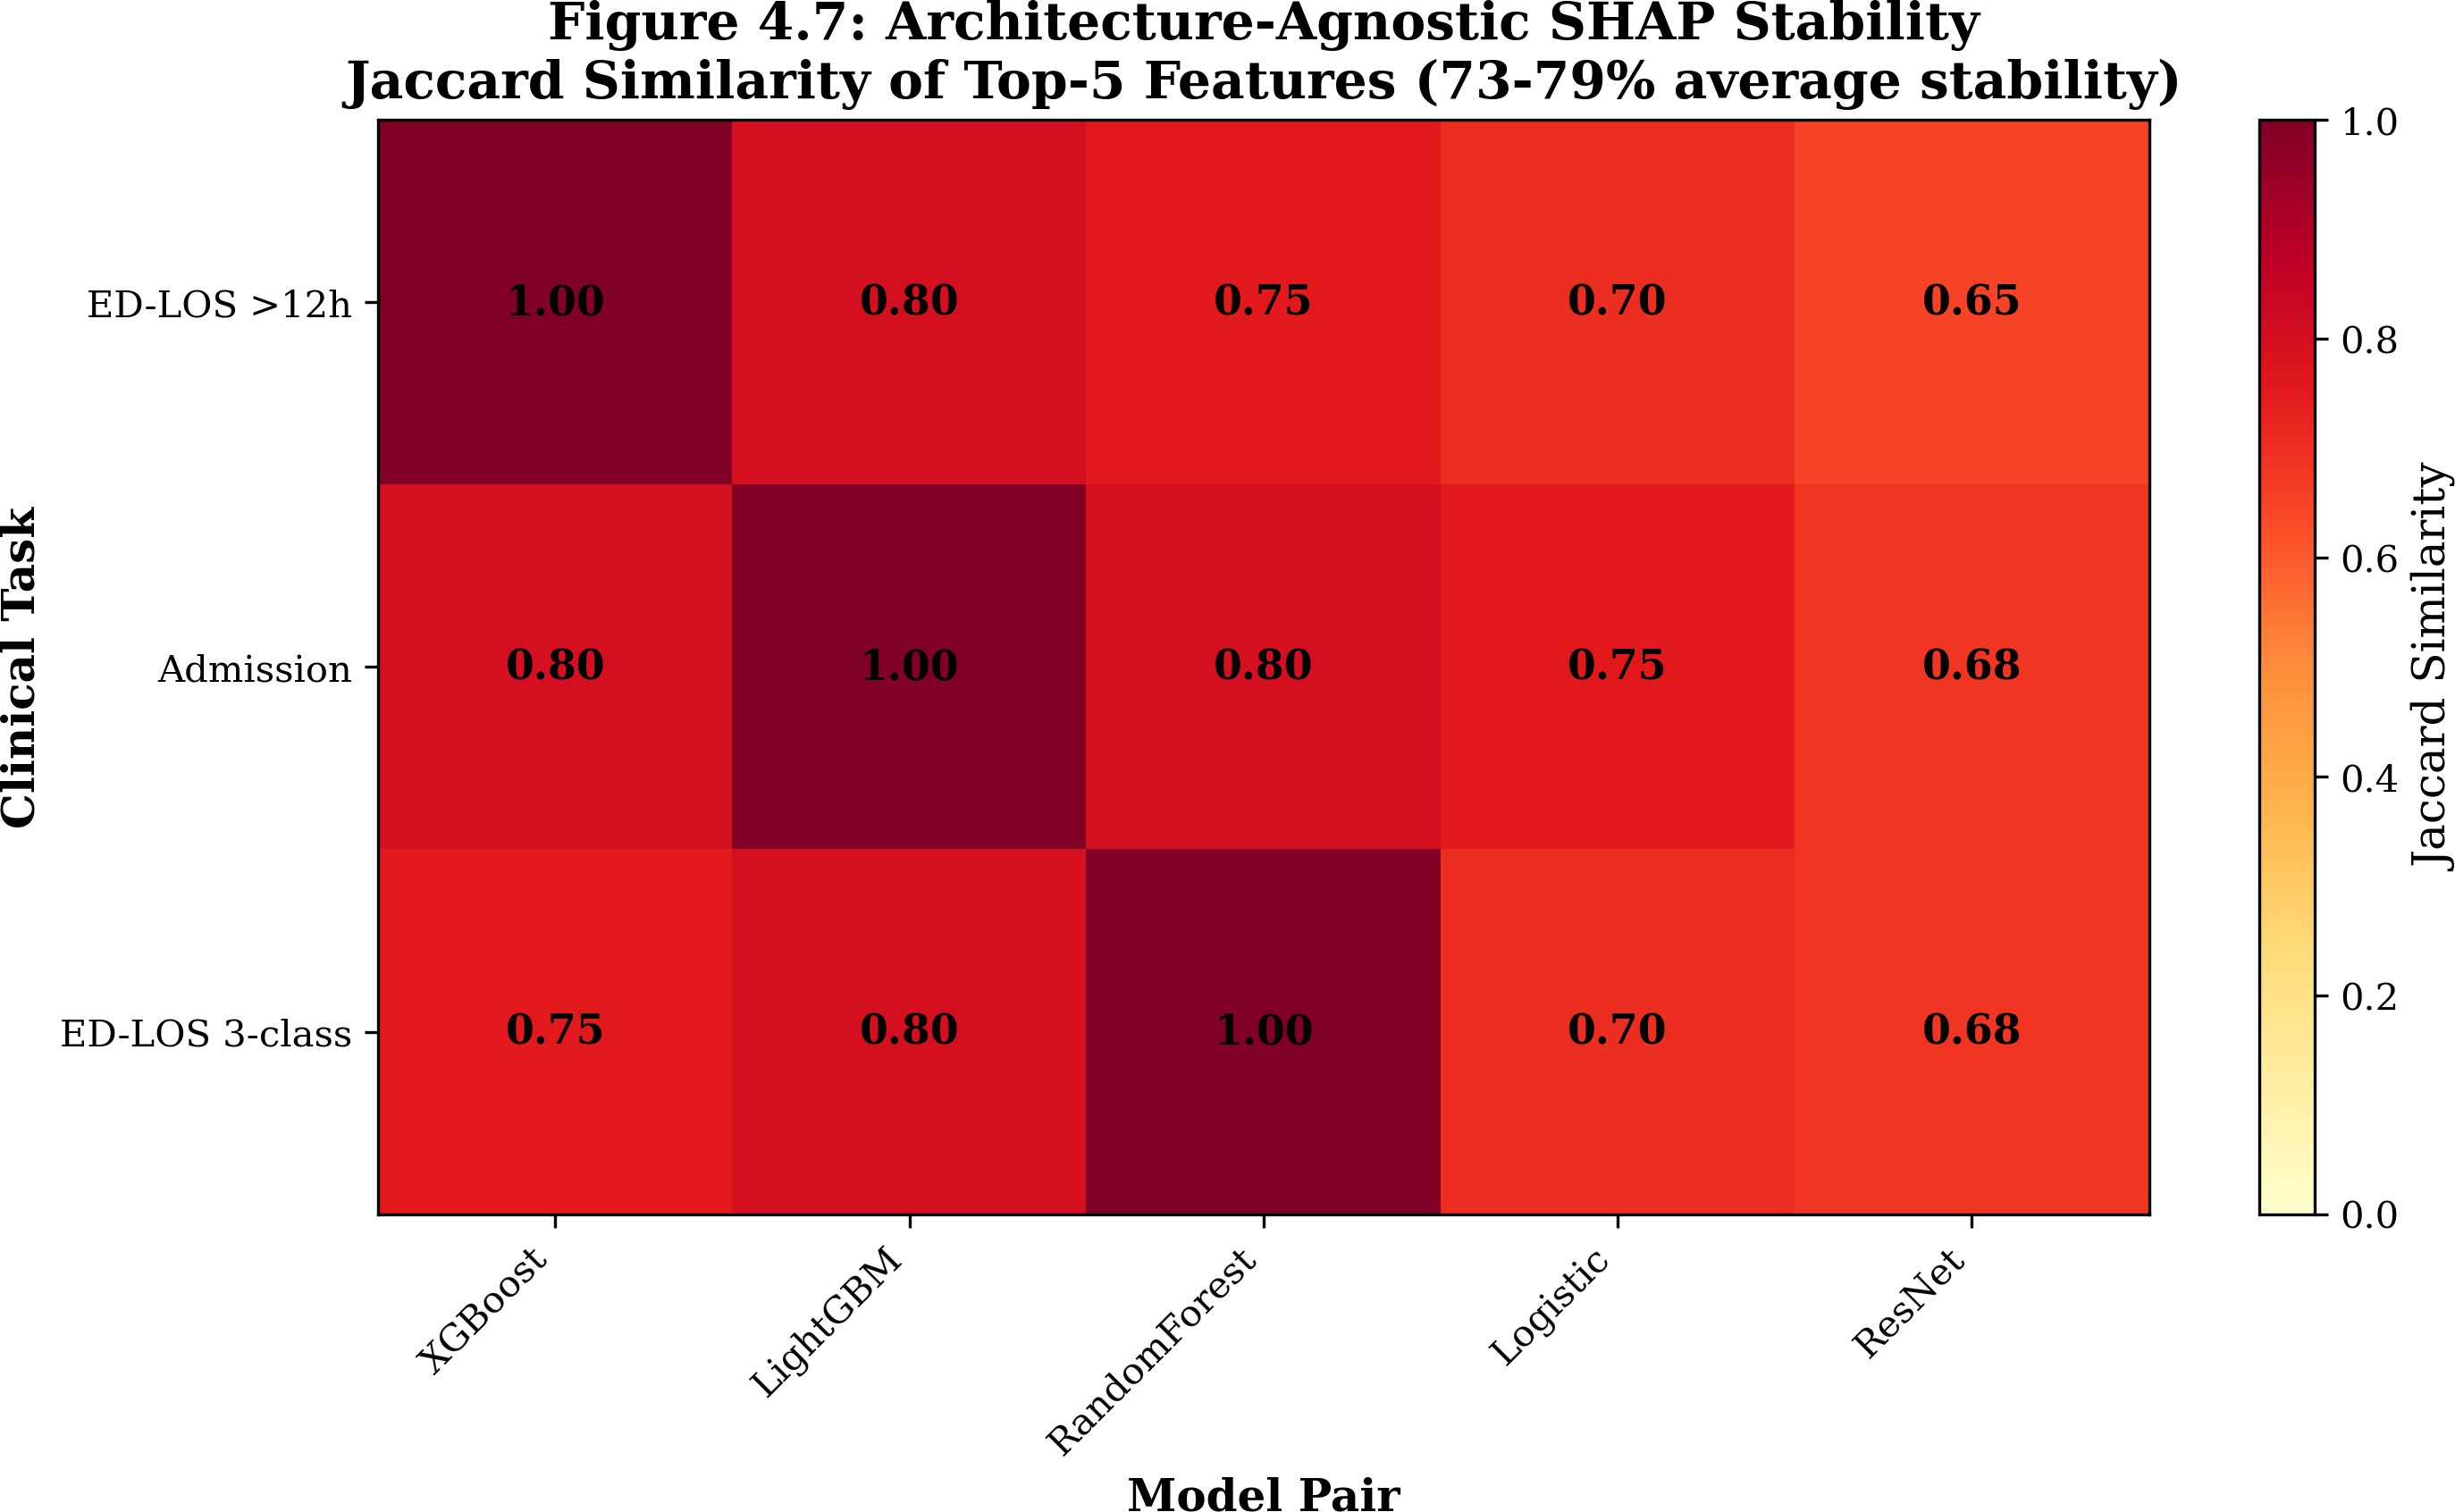 Figure 4.7: Architecture-Agnostic SHAP Stability
Jaccard Similarity of Top-5 Features (73-79% average stability)
Clinical Task
ED-LOS >12h
1.00 0.80 0.75 0.70 0.65
Admission
0.80 1.00 0.80 0.75 0.68
ED-LOS 3-class
0.75 0.80 1.00 0.70 0.68
XGBoost
LightGBM
RandomForest
Logistic
ResNet
Model Pair
1.0
0.8
0.6
0.4
0.2
0.0
Jaccard Similarity